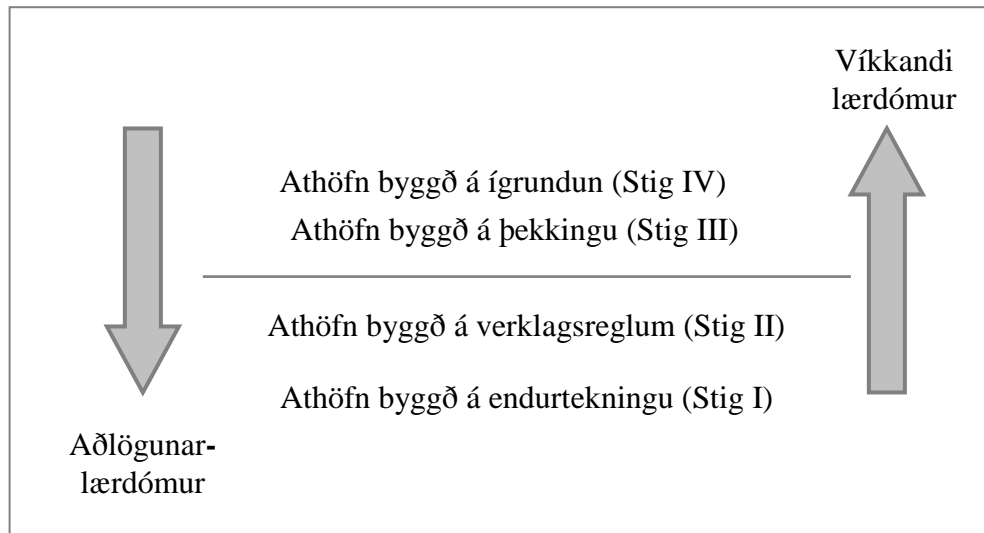 Víkkandi
lærdómur
Athöfn byggð á ígrundun (Stig IV)
Athöfn byggð á þekkingu (Stig III)
Athöfn byggð á verklagsreglum (Stig II)
Athöfn byggð á endurtekningu (Stig I)
Aðlögunar-
lærdómur